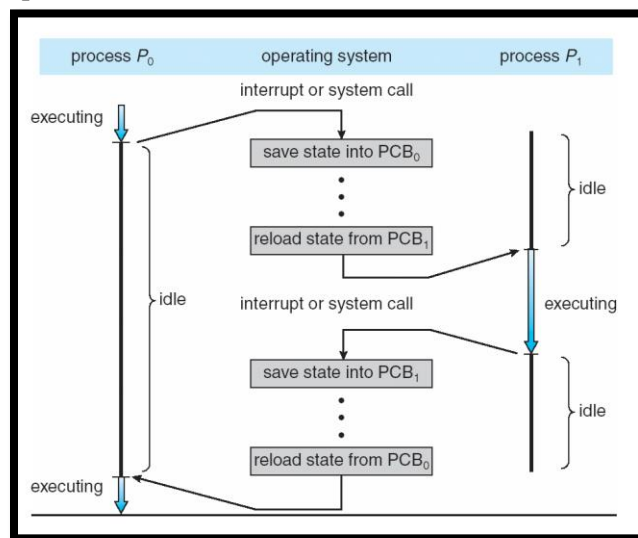 process P₀ operating system process P₁
interrupt or system call
executing
save state into PCB₀
idle
reload state from PCB₁
idle
interrupt or system call
executing
save state into PCB₁
idle
reload state from PCB₀
executing